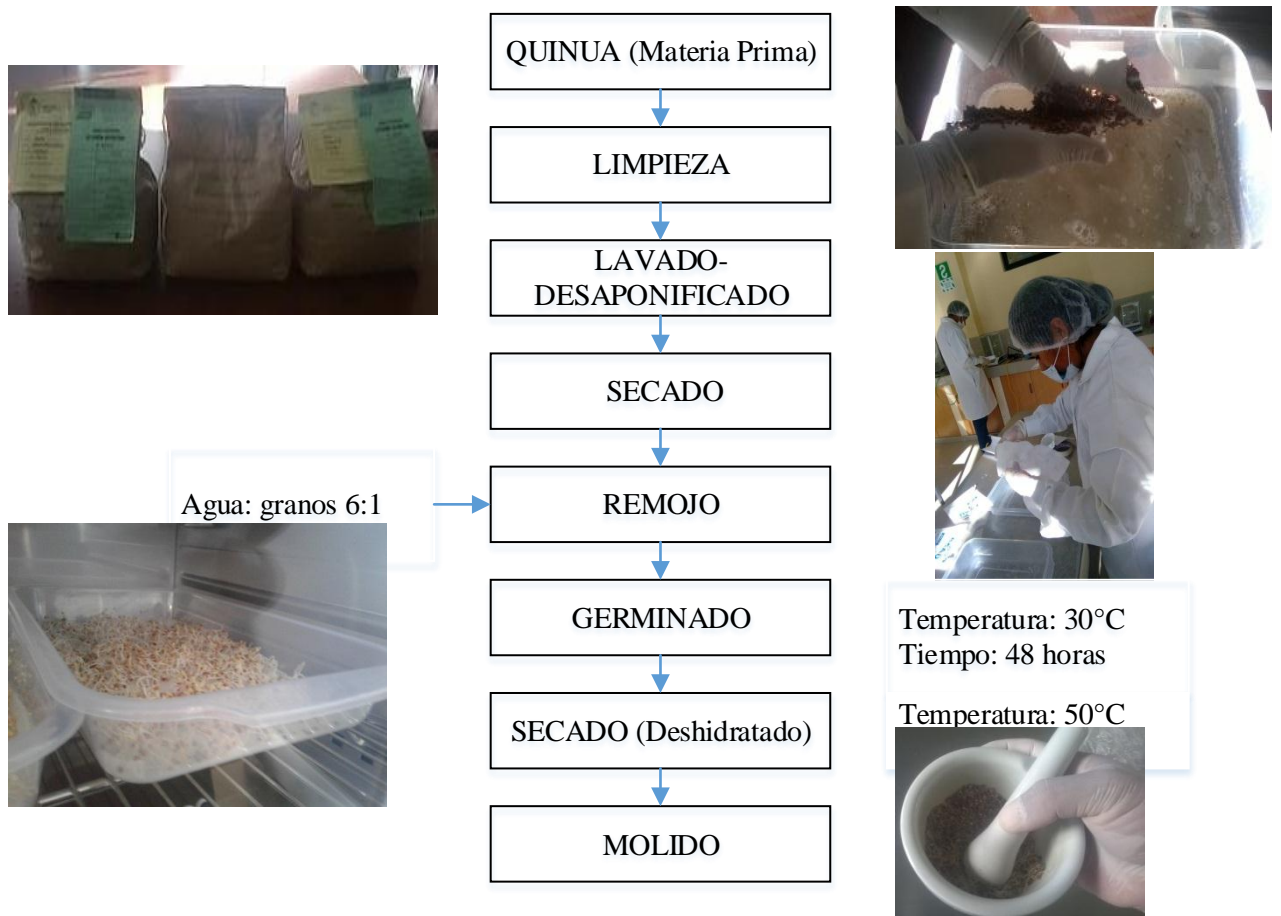 QUINUA (Materia Prima)
LIMPIEZA
LAVADO-
DESAPONIFICADO
SECADO
Agua: granos 6:1
REMOJO
GERMINADO
Temperatura: 30°C
Tiempo: 48 horas
SECADO (Deshidratado)
Temperatura: 50°C
MOLIDO